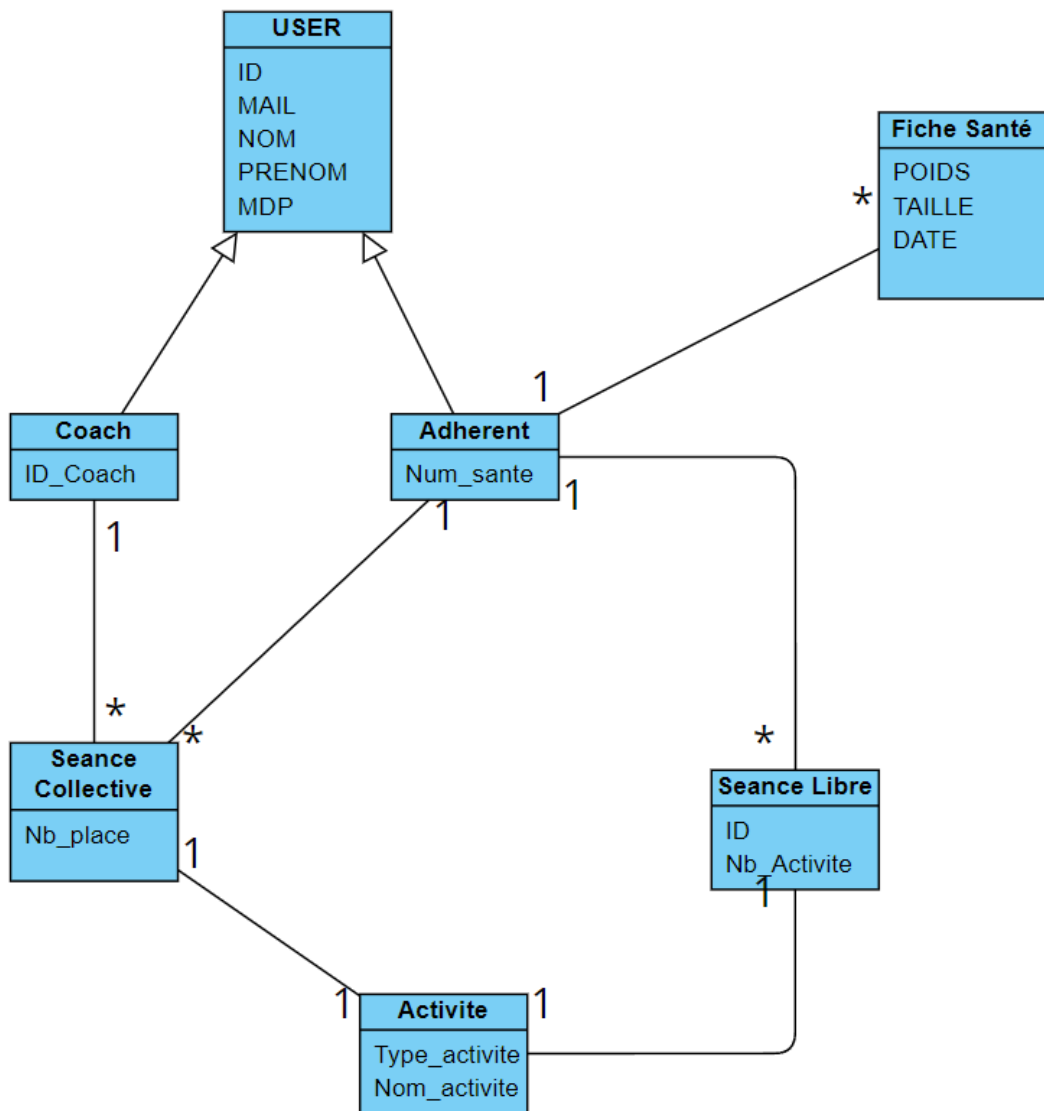 USER
ID
MAIL
NOM
PRENOM
MDP
Fiche Santé
POIDS
TAILLE
DATE
*
1
Coach
ID_Coach
Adherent
Num_sante
1
1
1
*
*
*
Seance
Collective
Nb_place
Seance Libre
ID
Nb_Activite
1
1
1
1
Activite
Type_activite
Nom_activite